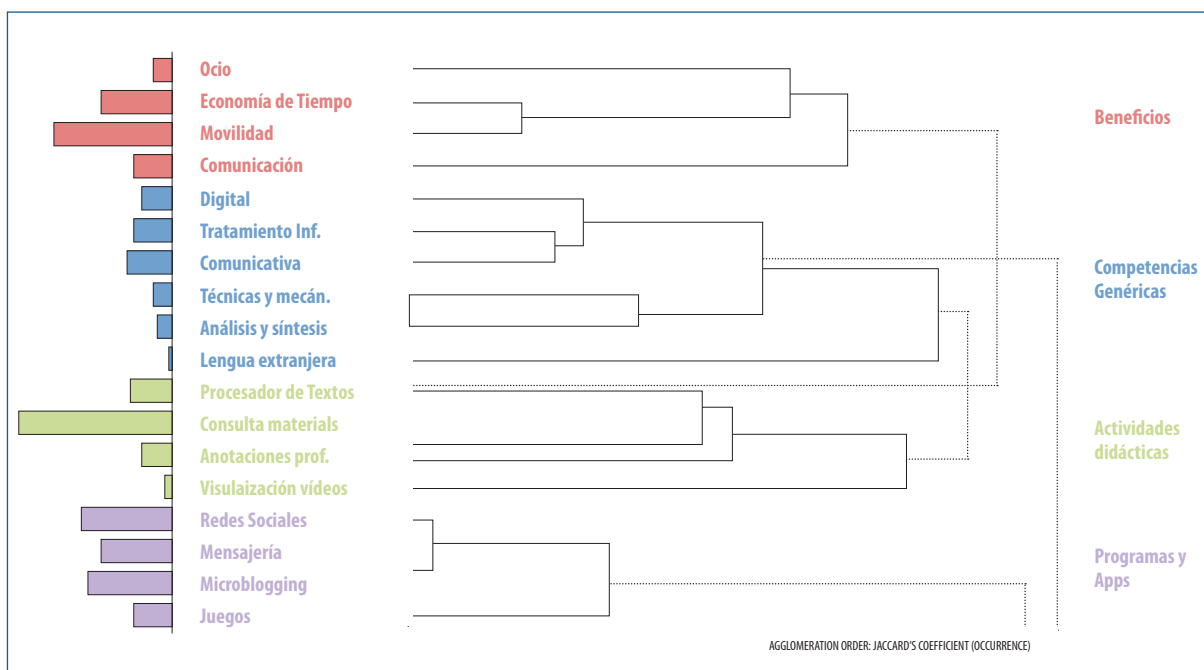 Ocio
Economía de Tiempo
Movilidad
Comunicación
Beneficios
Digital
Tratamiento Inf.
Comunicativa
Técnicas y mecán.
Análisis y síntesis
Lengua extranjera
Competencias
Genéricas
Procesador de Textos
Consulta materials
Anotaciones prof.
Visulaización vídeos
Actividades
didácticas
Redes Sociales
Mensajería
Microblogging
Juegos
Programas y
Apps
AGGLOMERATION ORDER: JACCARD'S COEFFICIENT (OCCURRENCE)